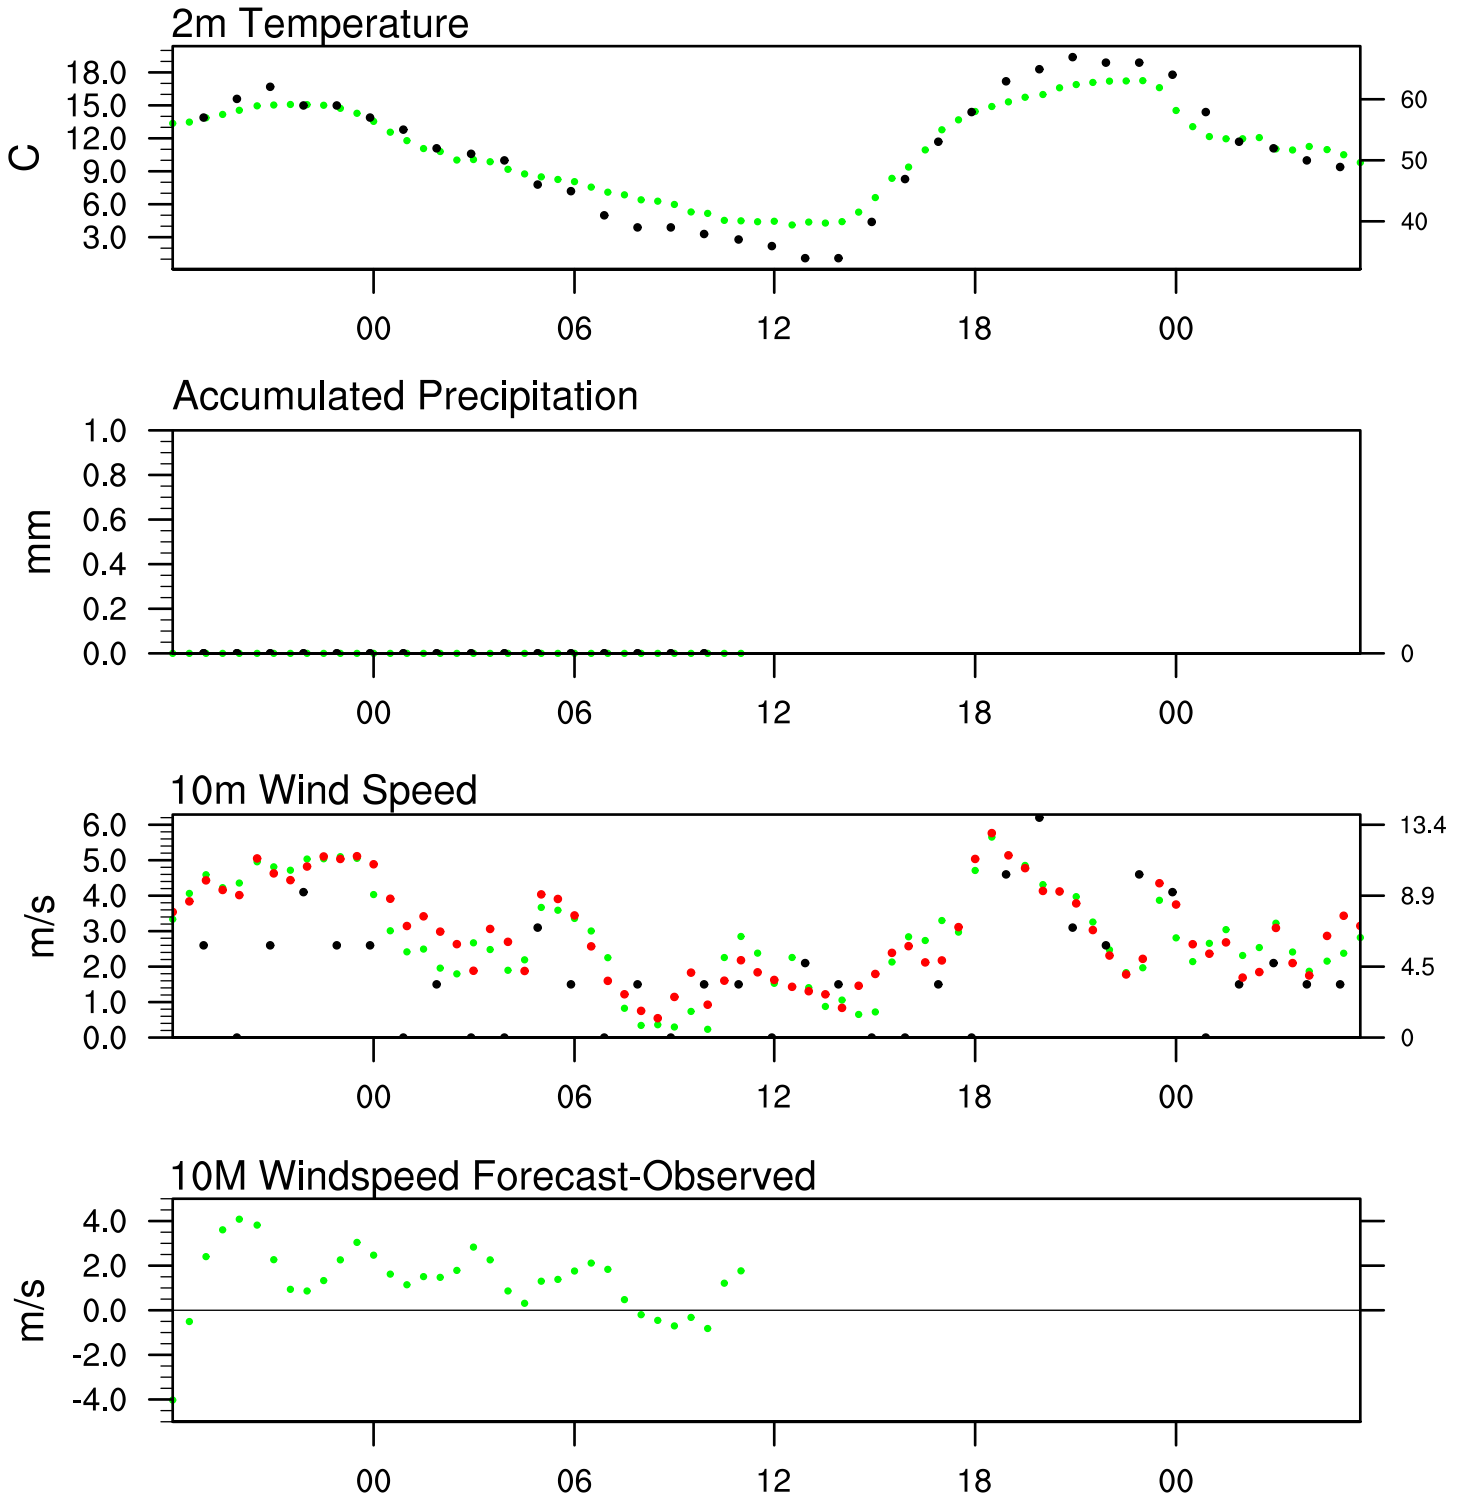 2m Temperature
18.0
15.0
12.0
9.0
6.0
3.0
C
60
50
40
00 06 12 18 00
Accumulated Precipitation
1.0
0.8
0.6
0.4
0.2
0.0
mm
0
00 06 12 18 00
10m Wind Speed
6.0
5.0
4.0
3.0
2.0
1.0
0.0
m/s
13.4
8.9
4.5
0
00 06 12 18 00
10M Windspeed Forecast-Observed
4.0
2.0
0.0
-2.0
-4.0
m/s
00 06 12 18 00